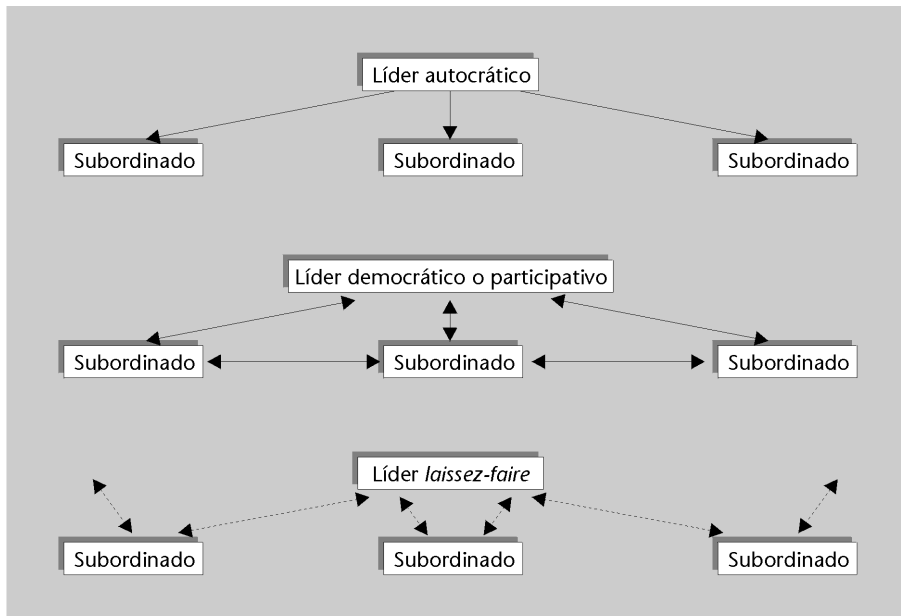 Líder autocrático
Subordinado Subordinado Subordinado
Líder democrático o participativo
Subordinado Subordinado Subordinado
Líder laissez-faire
Subordinado Subordinado Subordinado